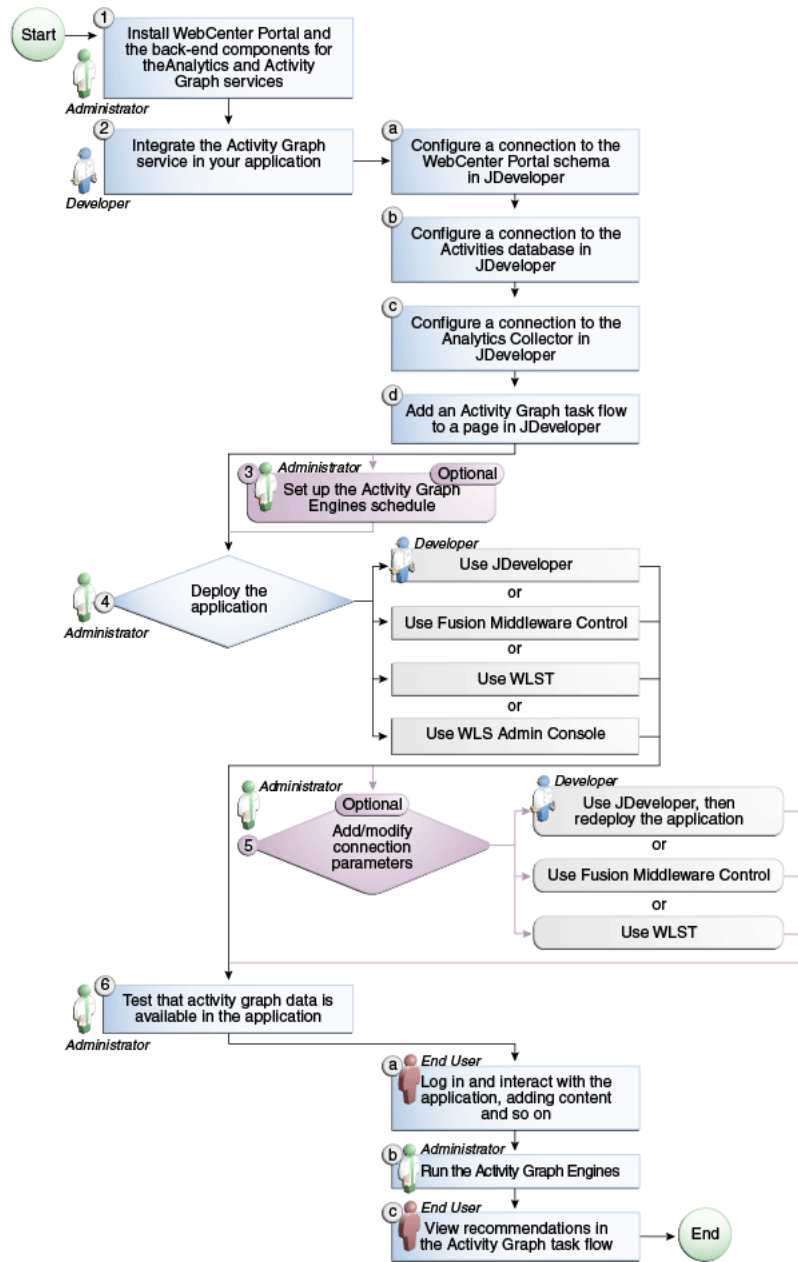 Start
1
Install WebCenter Portal and
the back-end components for
theAnalytics and Activity
Graph services
Administrator
2
Integrate the Activity Graph
service in your application
Developer
a
Configure a connection to the
WebCenter Portal schema
in JDeveloper
b
Configure a connection to the
Activities database in
JDeveloper
c
Configure a connection to the
Analytics Collector in
JDeveloper
d
Add an Activity Graph task flow
to a page in JDeveloper
3
Administrator
Optional
Set up the Activity Graph
Engines schedule
4
Administrator
Deploy the
application
Developer
Use JDeveloper
or
Use Fusion Middleware Control
or
Use WLST
or
Use WLS Admin Console
Administrator
Optional
5
Add/modify
connection
parameters
Developer
Use JDeveloper, then
redeploy the application
or
Use Fusion Middleware Control
or
Use WLST
6
Test that activity graph data is
available in the application
Administrator
a
End User
Log in and interact with the
application, adding content
and so on
b
Administrator
Run the Activity Graph Engines
c
End User
View recommendations in
the Activity Graph task flow
End